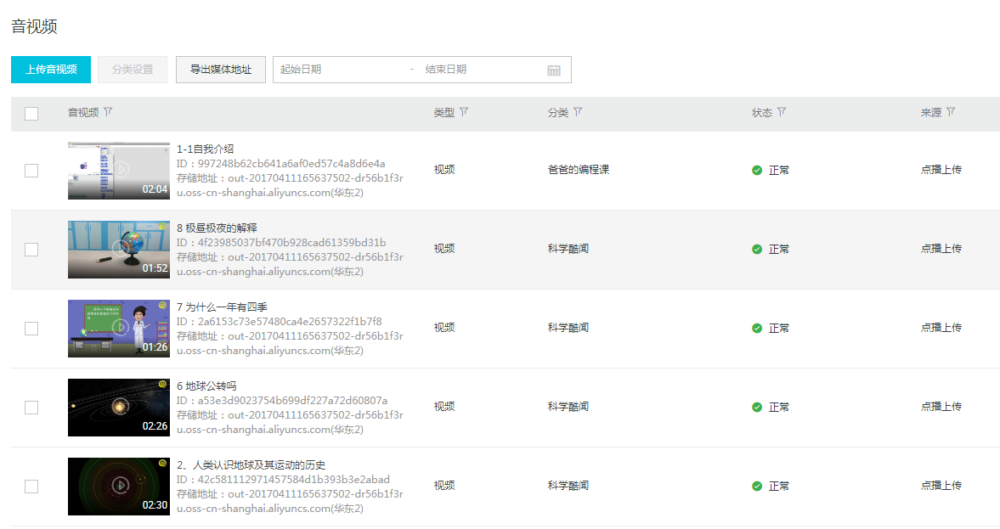 音视频
上传音视频 分类设置 导出媒体地址 起始日期 - 结束日期
音视频 类型 分类 状态 来源
1-1自我介绍
ID：997248b62cb641a6af0ed57c4a8d6e4a
存储地址：out-20170411165637502-dr56b1f3r
u.oss-cn-shanghai.aliyuncs.com(华东2)
02:04
视频 爸爸的编程课 正常 点播上传
8 极昼极夜的解释
ID：4f23985037bf470b928cad61359bd31b
存储地址：out-20170411165637502-dr56b1f3r
u.oss-cn-shanghai.aliyuncs.com(华东2)
01:52
视频 科学酷闻 正常 点播上传
7 为什么一年有四季
ID：2a6153c73e57480ca4e2657322f1b7f8
存储地址：out-20170411165637502-dr56b1f3r
u.oss-cn-shanghai.aliyuncs.com(华东2)
01:26
视频 科学酷闻 正常 点播上传
6 地球公转吗
ID：a53e3d9023754b699df227a72d60807a
存储地址：out-20170411165637502-dr56b1f3r
u.oss-cn-shanghai.aliyuncs.com(华东2)
02:26
视频 科学酷闻 正常 点播上传
2、人类认识地球及其运动的历史
ID：42c581112971457584d1b393b3e2abad
存储地址：out-20170411165637502-dr56b1f3r
u.oss-cn-shanghai.aliyuncs.com(华东2)
02:30
视频 科学酷闻 正常 点播上传